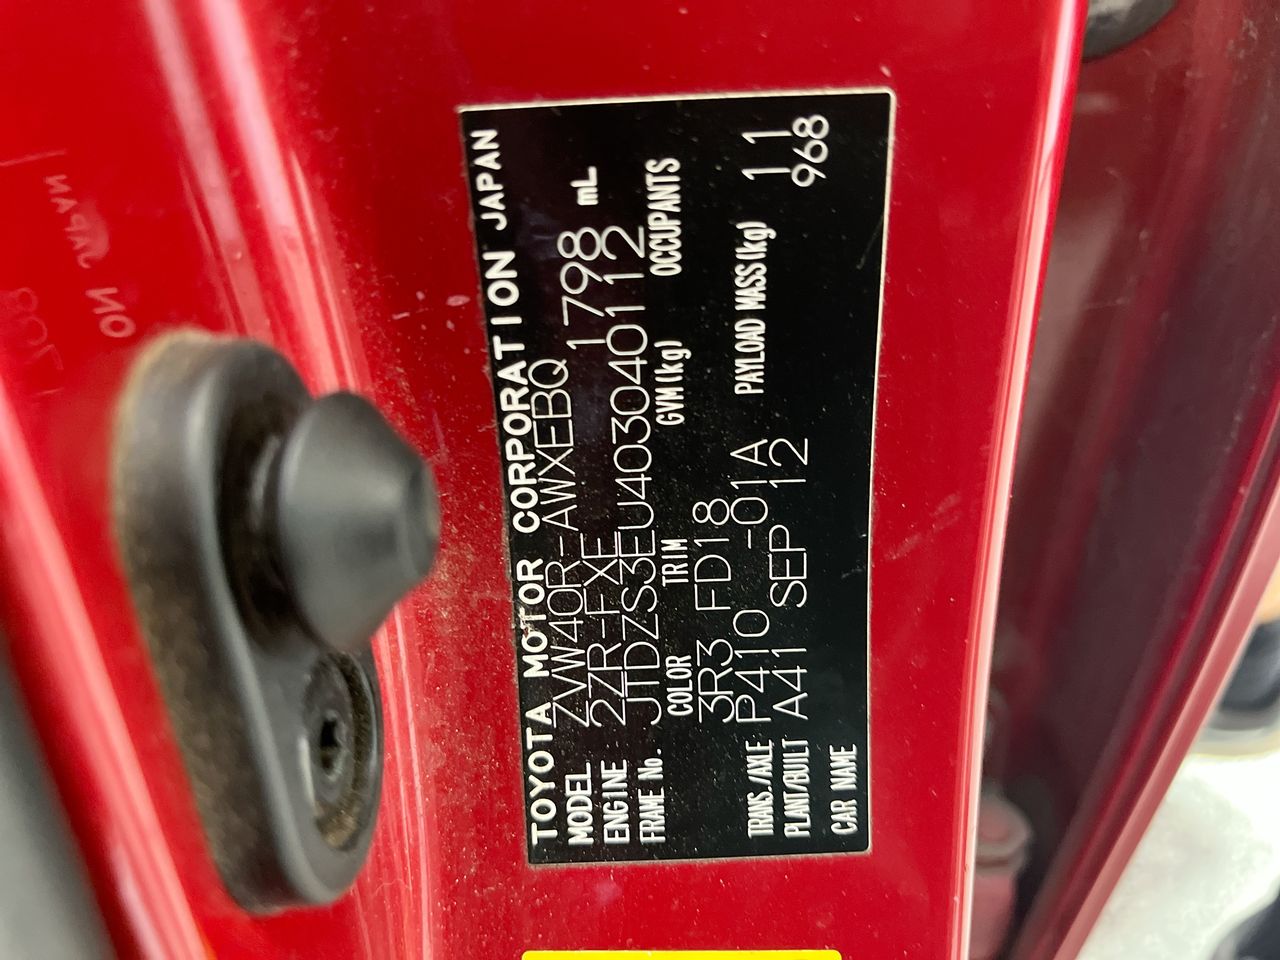 TOYOTA MOTOR CORPORATION JAPAN
MODEL ZVW40R-AWXEBQ
ENGINE 2ZR-FXE 1798 mL
FRAME No. JTDZS3EU403040112
COLOR TRIM GVM(kg) OCCUPANTS
3R3 FD18
TRANS./AXLE P410 -01A PAYLOAD MASS(kg) 11
PLANT/BUILT A41 SEP 12 968
CAR NAME